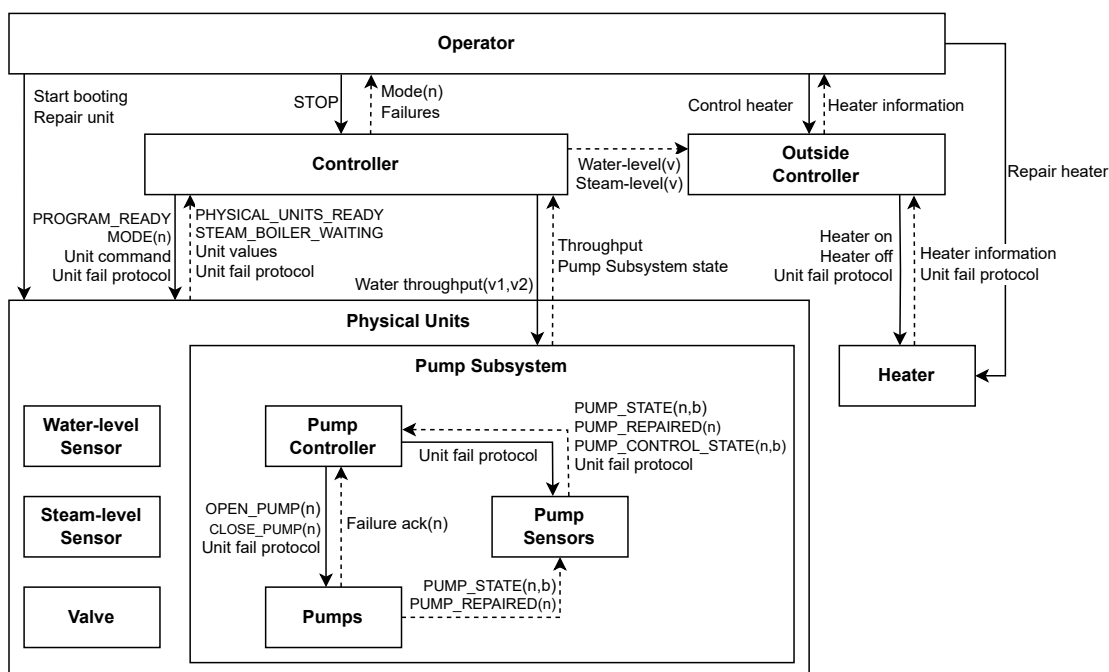 Operator
Start booting
Repair unit
STOP
Mode(n)
Failures
Control heater
Heater information
Controller
Water-level(v)
Steam-level(v)
Outside
Controller
Repair heater
PROGRAM_READY
MODE(n)
Unit command
Unit fail protocol
PHYSICAL_UNITS_READY
STEAM_BOILER_WAITING
Unit values
Unit fail protocol
Water throughput(v1,v2)
Throughput
Pump Subsystem state
Heater on
Heater off
Unit fail protocol
Heater information
Unit fail protocol
Physical Units
Pump Subsystem
Heater
Water-level
Sensor
Steam-level
Sensor
Valve
Pump
Controller
Unit fail protocol
PUMP_STATE(n,b)
PUMP_REPAIRED(n)
PUMP_CONTROL_STATE(n,b)
Unit fail protocol
OPEN_PUMP(n)
CLOSE_PUMP(n)
Unit fail protocol
Failure ack(n)
Pump
Sensors
PUMP_STATE(n,b)
PUMP_REPAIRED(n)
Pumps